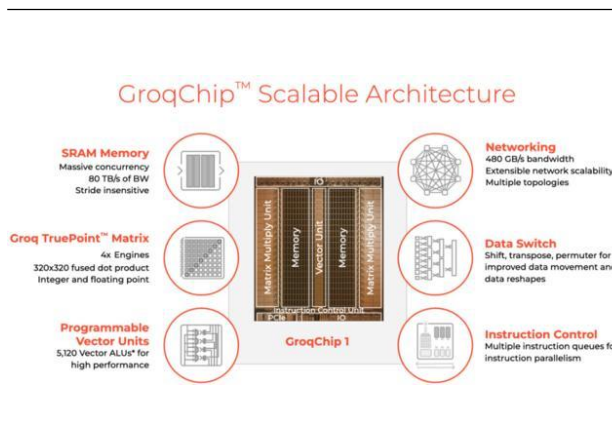 GroqChip™ Scalable Architecture
SRAM Memory
Massive concurrency
80 TB/s of BW
Stride insensitive
Groq TruePoint™ Matrix
4x Engines
320x320 fused dot product
Integer and floating point
Programmable
Vector Units
5,120 Vector ALUs* for
high performance
IO
Matrix Multiply Unit
Memory
Vector Unit
Memory
Matrix Multiply Unit
Instruction Control Unit
PCIe
IO
GroqChip 1
Networking
480 GB/s bandwidth
Extensible network scalability
Multiple topologies
Data Switch
Shift, transpose, permuter for
improved data movement and
data reshapes
Instruction Control
Multiple instruction queues fo
instruction parallelism